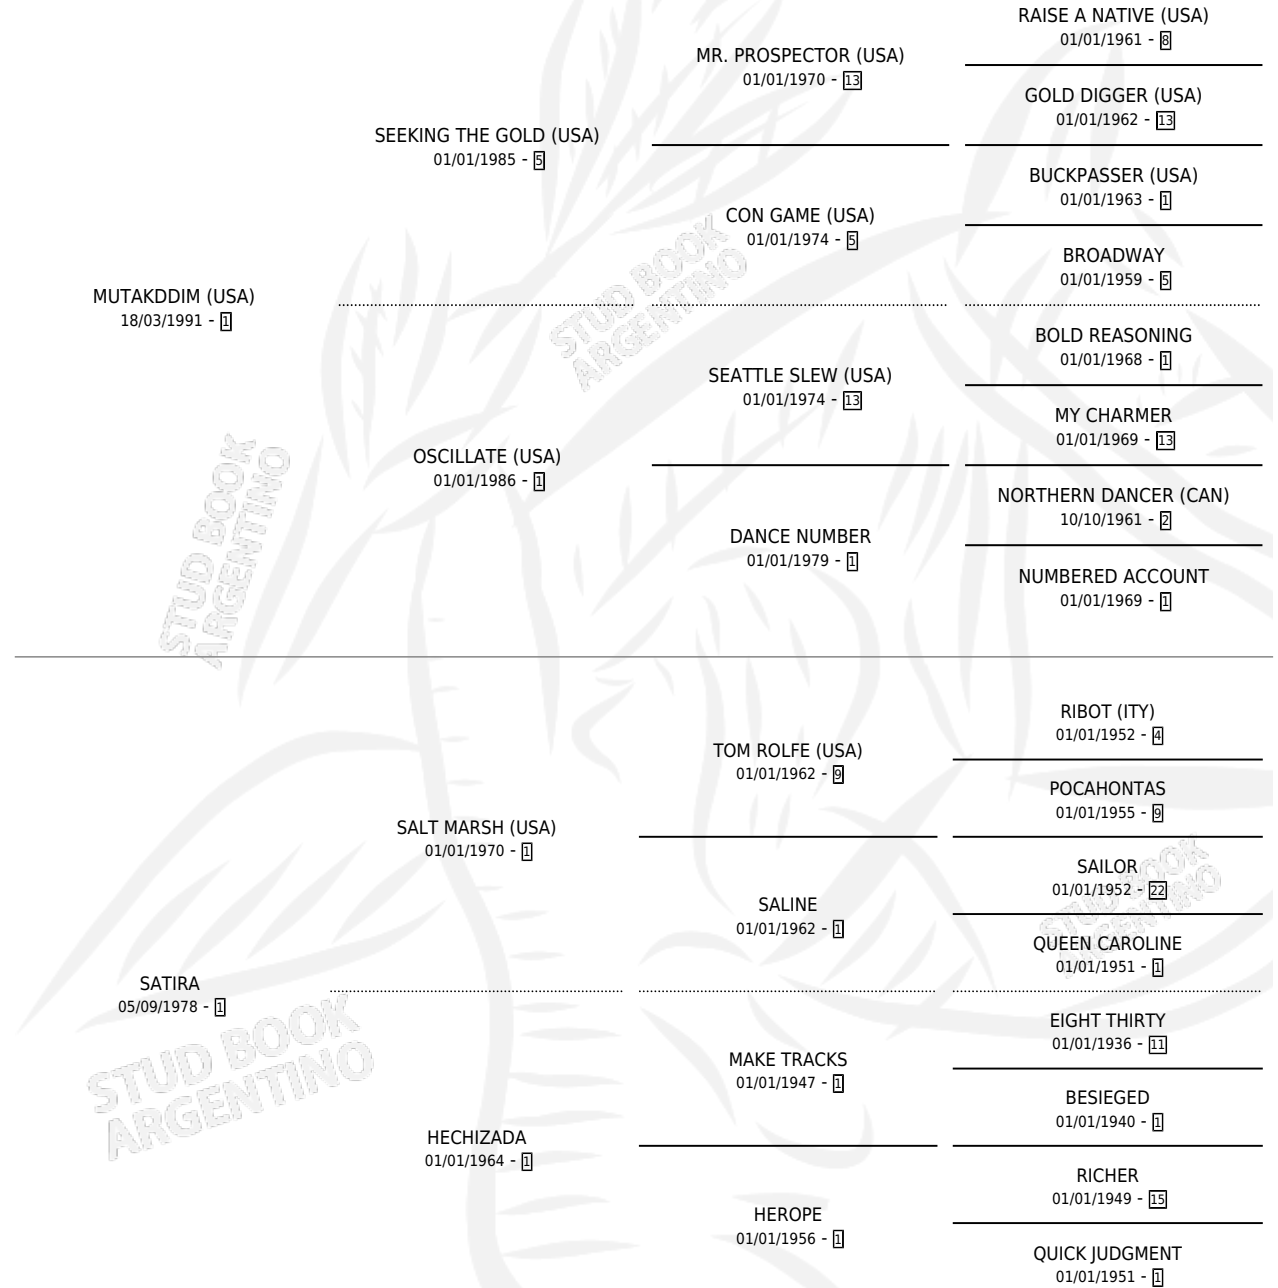 RAISE A NATIVE (USA)
01/01/1961 - 8
MR. PROSPECTOR (USA)
01/01/1970 - 13
GOLD DIGGER (USA)
01/01/1962 - 13
SEEKING THE GOLD (USA)
01/01/1985 - 5
BUCKPASSER (USA)
01/01/1963 - 1
CON GAME (USA)
01/01/1974 - 5
BROADWAY
01/01/1959 - 5
MUTAKDDIM (USA)
18/03/1991 - 1
STUD BOOK
ARGENTINO
BOLD REASONING
01/01/1968 - 1
SEATTLE SLEW (USA)
01/01/1974 - 13
MY CHARMER
01/01/1969 - 13
OSCILLATE (USA)
01/01/1986 - 1
NORTHERN DANCER (CAN)
10/10/1961 - 2
DANCE NUMBER
01/01/1979 - 1
NUMBERED ACCOUNT
01/01/1969 - 1
STUD BOOK
ARGENTINO
RIBOT (ITY)
01/01/1952 - 4
TOM ROLFE (USA)
01/01/1962 - 9
POCAHONTAS
01/01/1955 - 9
SALT MARSH (USA)
01/01/1970 - 1
SAILOR
01/01/1952 - 22
SALINE
01/01/1962 - 1
STUD BOOK
ARGENTINO
QUEEN CAROLINE
01/01/1951 - 1
SATIRA
05/09/1978 - 1
EIGHT THIRTY
01/01/1936 - 11
MAKE TRACKS
01/01/1947 - 1
STUD BOOK
ARGENTINO
BESIEGED
01/01/1940 - 1
HECHIZADA
01/01/1964 - 1
RICHER
01/01/1949 - 15
HEROPE
01/01/1956 - 1
QUICK JUDGMENT
01/01/1951 - 1